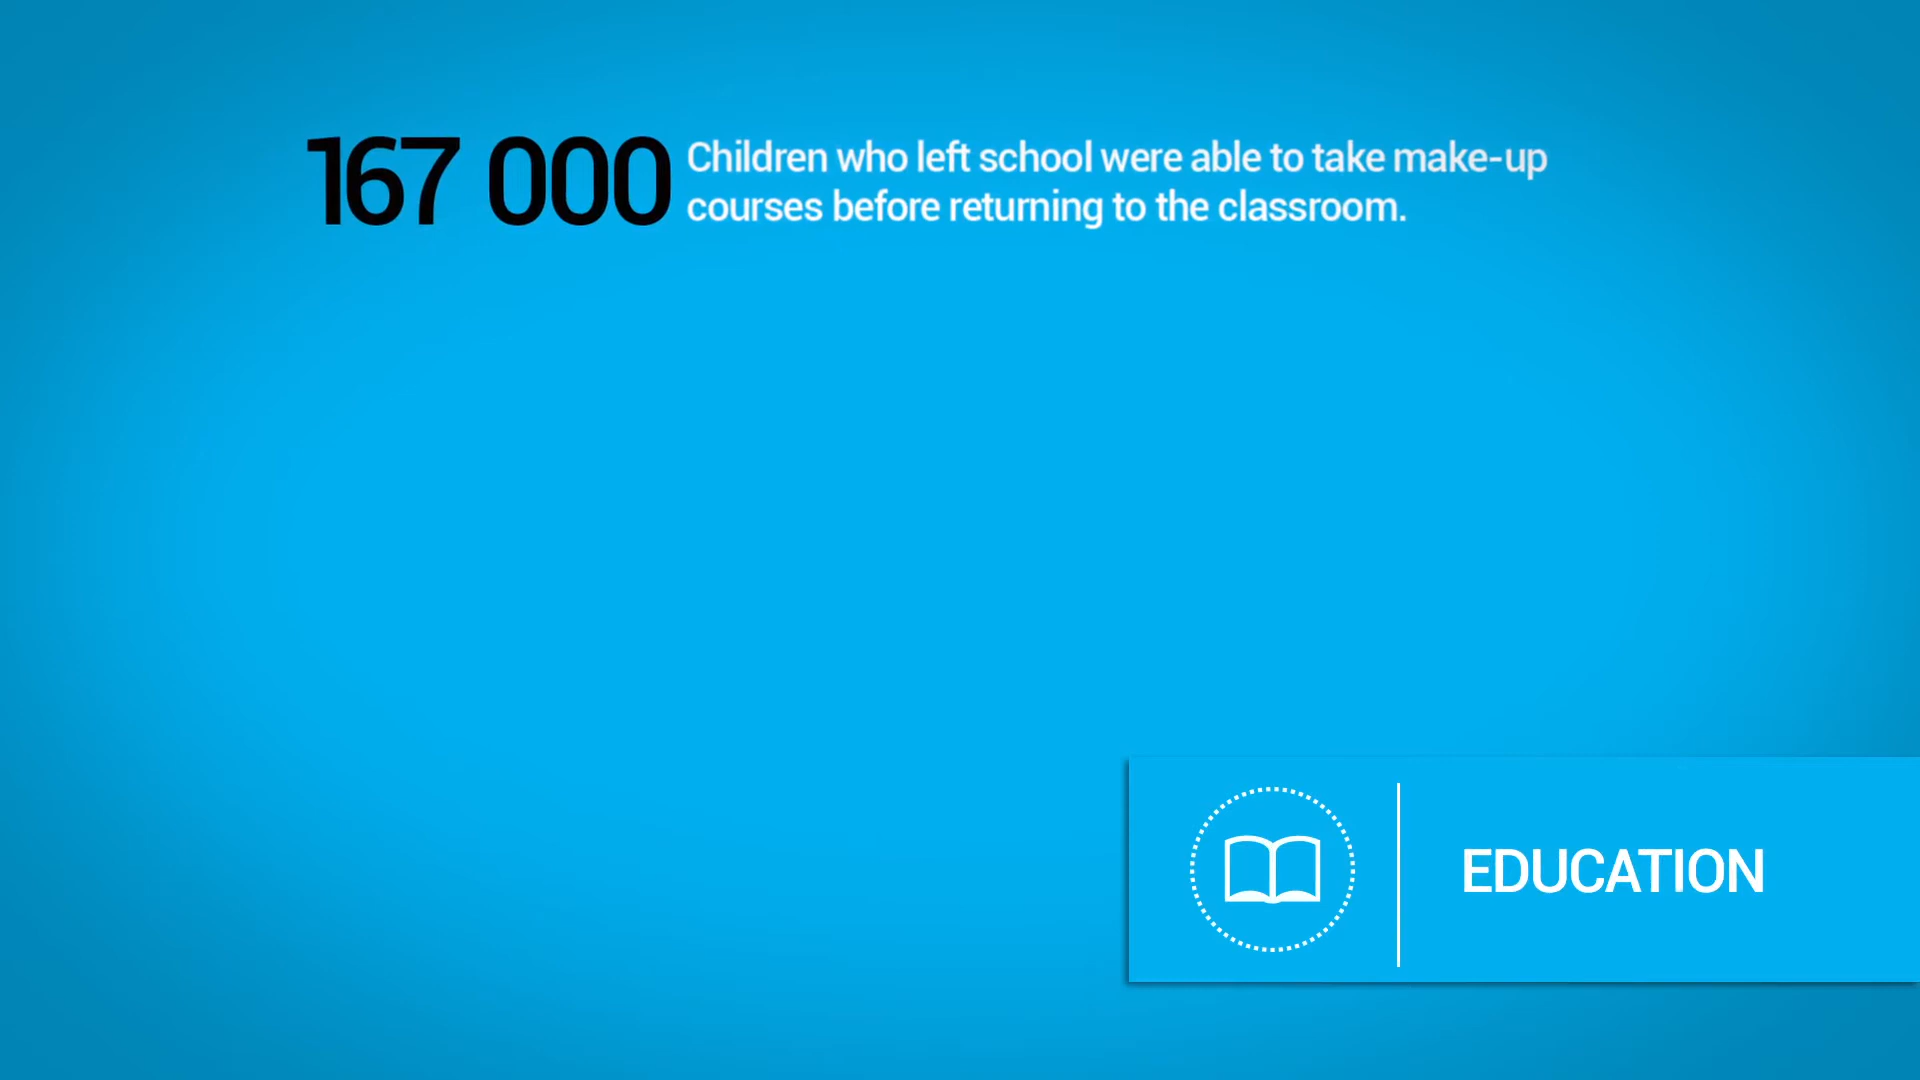 167 000
Children who left school were able to take make-up
courses before returning to the classroom.
EDUCATION